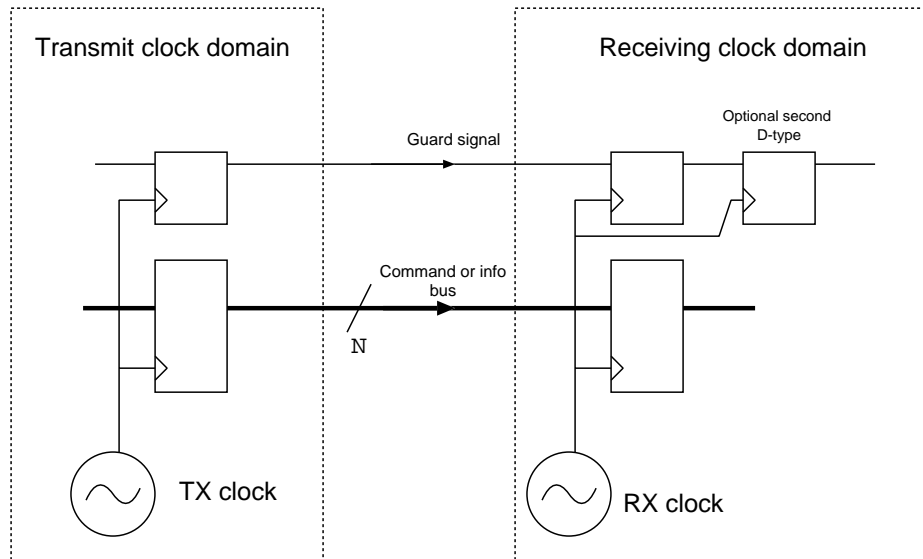 Transmit clock domain
Receiving clock domain
Optional second
D-type
Guard signal
Command or info
bus
N
TX clock
RX clock